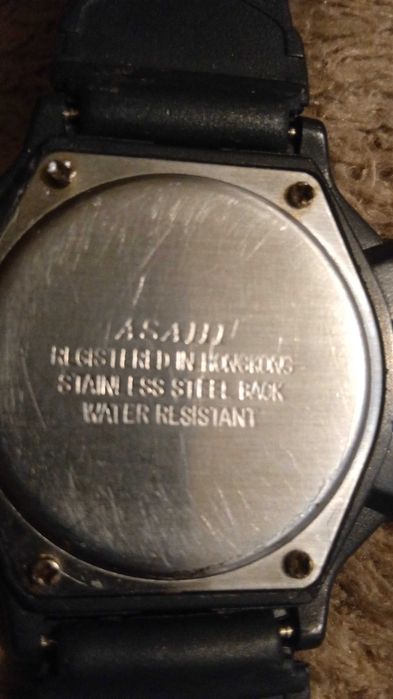 ASAHI
REGISTERED IN HONGKONG
STAINLESS STEEL BACK
WATER RESISTANT